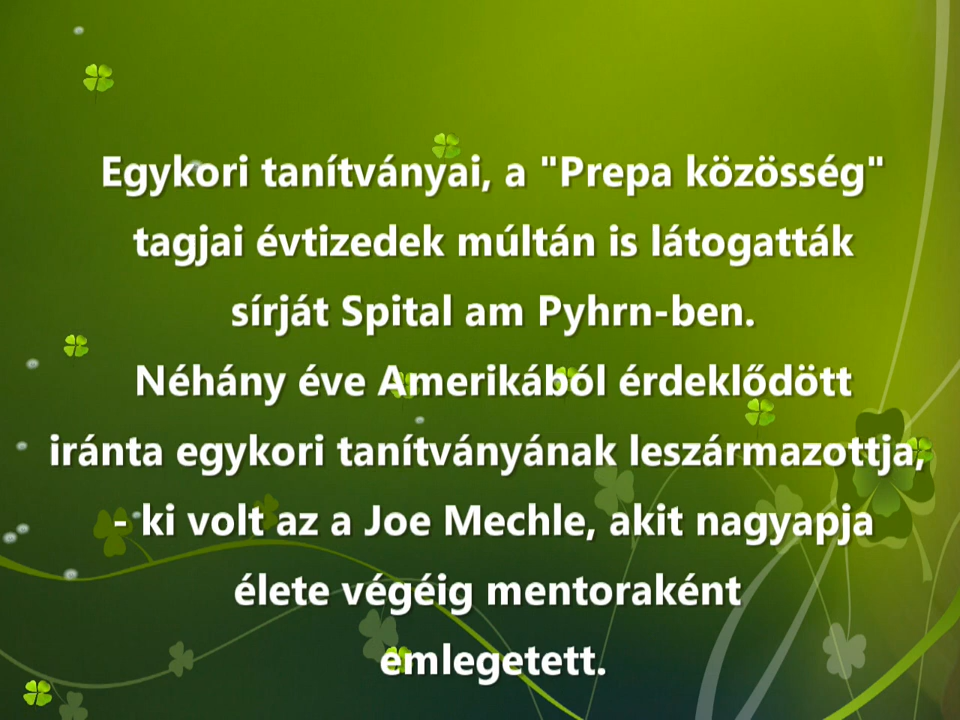 Egykori tanítványai, a "Prepa közösség"
tagjai évtizedek múltán is látogatták
sírját Spital am Pyhrn-ben.
Néhány éve Amerikából érdeklődött
iránta egykori tanítványának leszármazottja,
- ki volt az a Joe Mechle, akit nagyapja
élete végéig mentoraként
emlegetett.